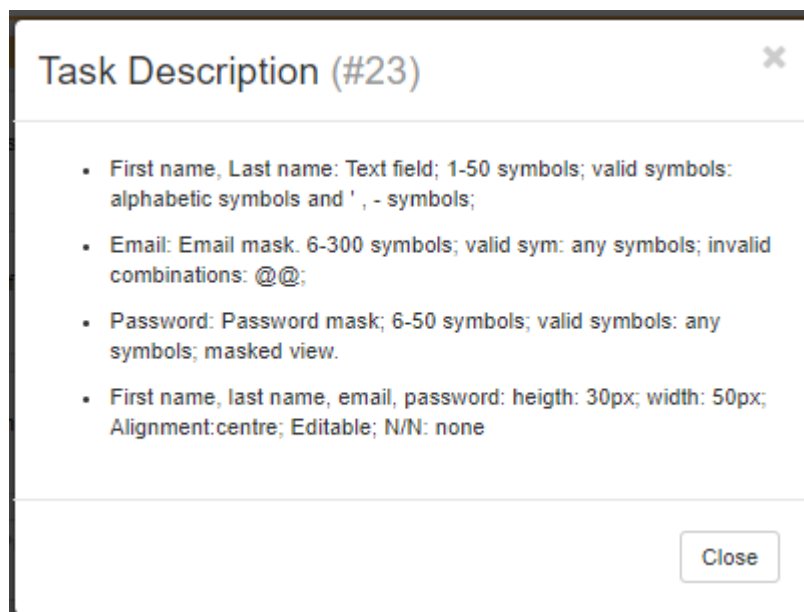 Task Description (#23)
×
• First name, Last name: Text field; 1-50 symbols; valid symbols:
alphabetic symbols and ' , - symbols;
• Email: Email mask. 6-300 symbols; valid sym: any symbols; invalid
combinations: @@;
• Password: Password mask; 6-50 symbols; valid symbols: any
symbols; masked view.
• First name, last name, email, password: heigth: 30px; width: 50px;
Alignment:centre; Editable; N/N: none
Close